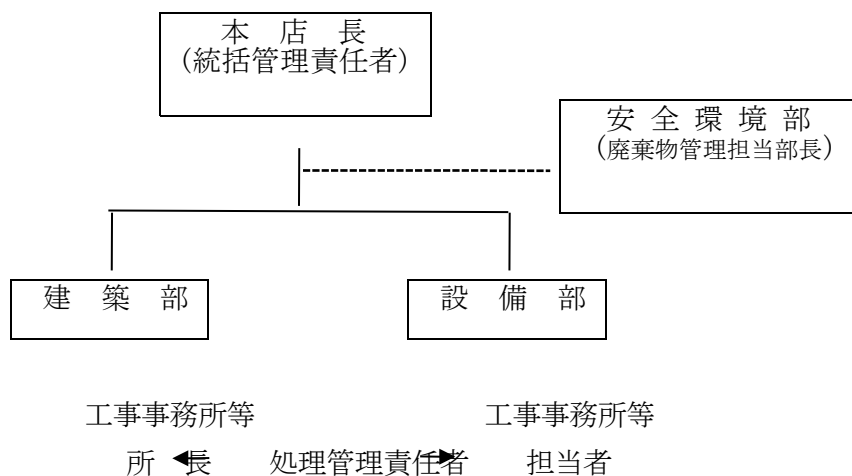 本 店 長
(統括管理責任者)
安 全 環 境 部
(廃棄物管理担当部長)
建 築 部
設 備 部
工事事務所等
工事事務所等
所 長 処理管理責任者 担当者